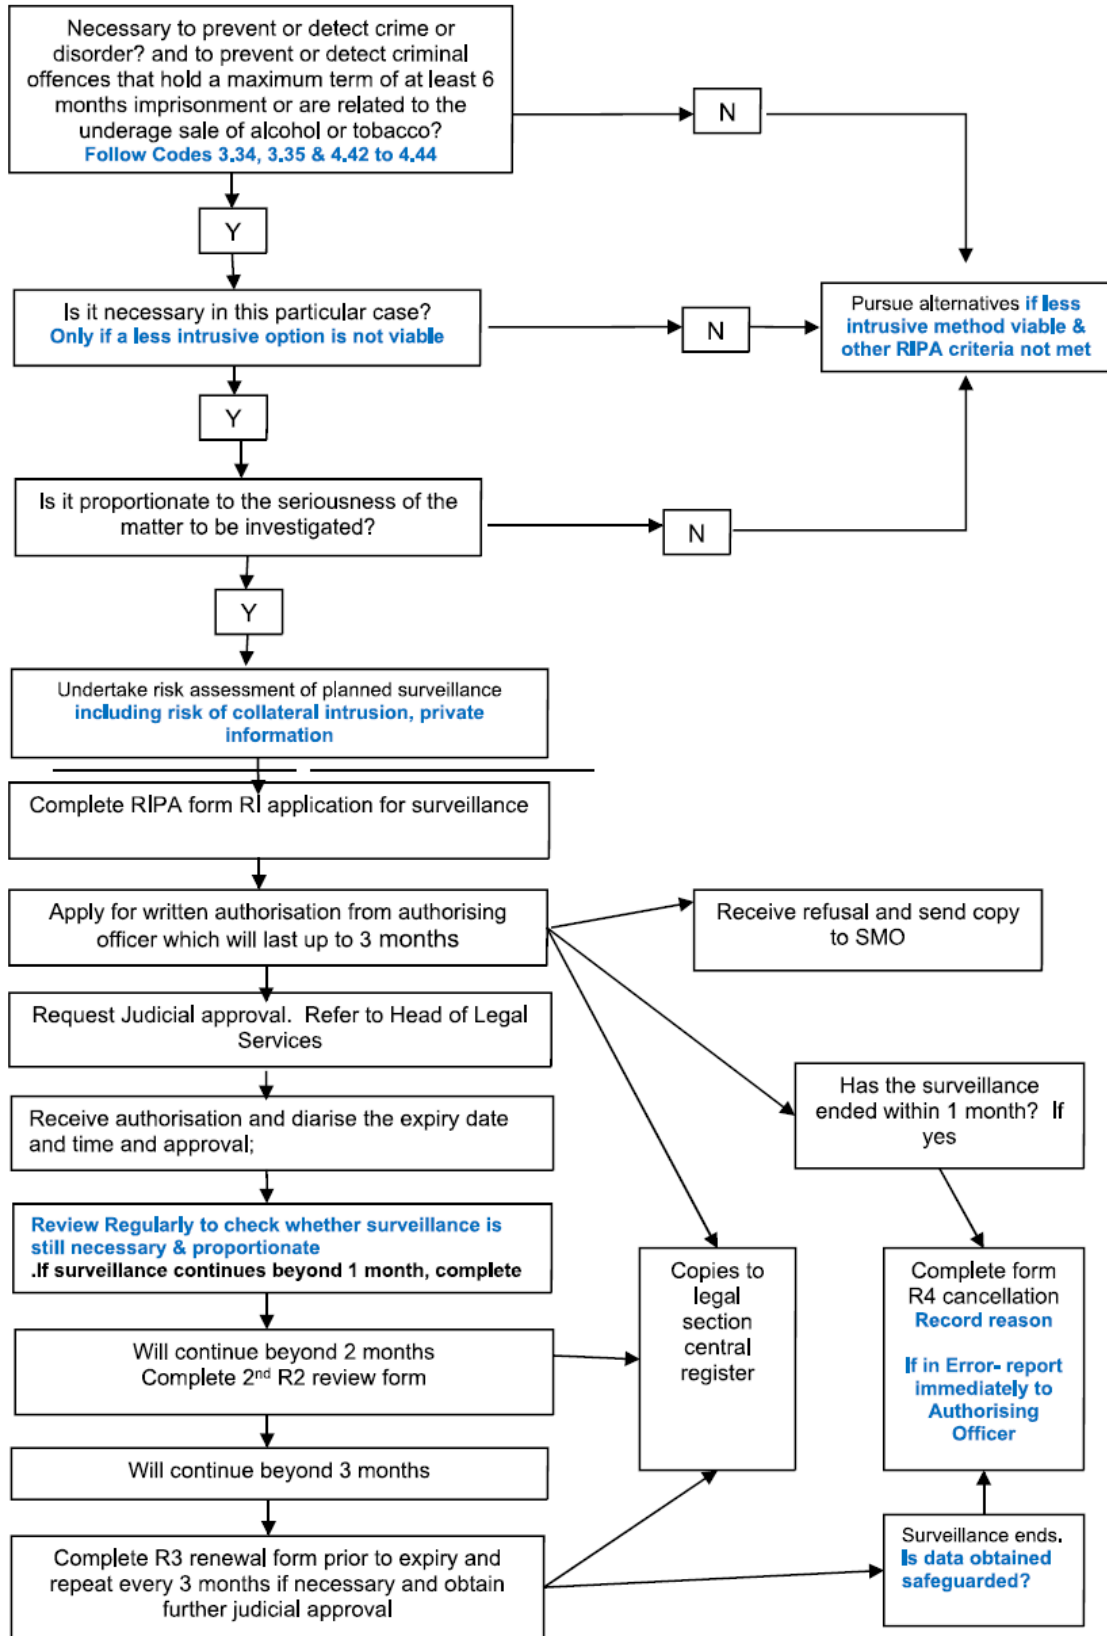 Necessary to prevent or detect crime or
disorder? and to prevent or detect criminal
offences that hold a maximum term of at least 6
months imprisonment or are related to the
underage sale of alcohol or tobacco?
Follow Codes 3.34, 3.35 & 4.42 to 4.44
N
Y
Is it necessary in this particular case?
Only if a less intrusive option is not viable
N
Pursue alternatives if less
intrusive method viable &
other RIPA criteria not met
Y
Is it proportionate to the seriousness of the
matter to be investigated?
N
Y
Undertake risk assessment of planned surveillance
including risk of collateral intrusion, private
information
Complete RIPA form RI application for surveillance
Apply for written authorisation from authorising
officer which will last up to 3 months
Receive refusal and send copy
to SMO
Request Judicial approval. Refer to Head of Legal
Services
Has the surveillance
ended within 1 month? If
yes
Receive authorisation and diarise the expiry date
and time and approval;
Review Regularly to check whether surveillance is
still necessary & proportionate
.If surveillance continues beyond 1 month, complete
Copies to
legal
section
central
register
Complete form
R4 cancellation
Record reason
If in Error- report
immediately to
Authorising
Officer
Will continue beyond 2 months
Complete 2nd R2 review form
Will continue beyond 3 months
Complete R3 renewal form prior to expiry and
repeat every 3 months if necessary and obtain
further judicial approval
Surveillance ends.
Is data obtained
safeguarded?